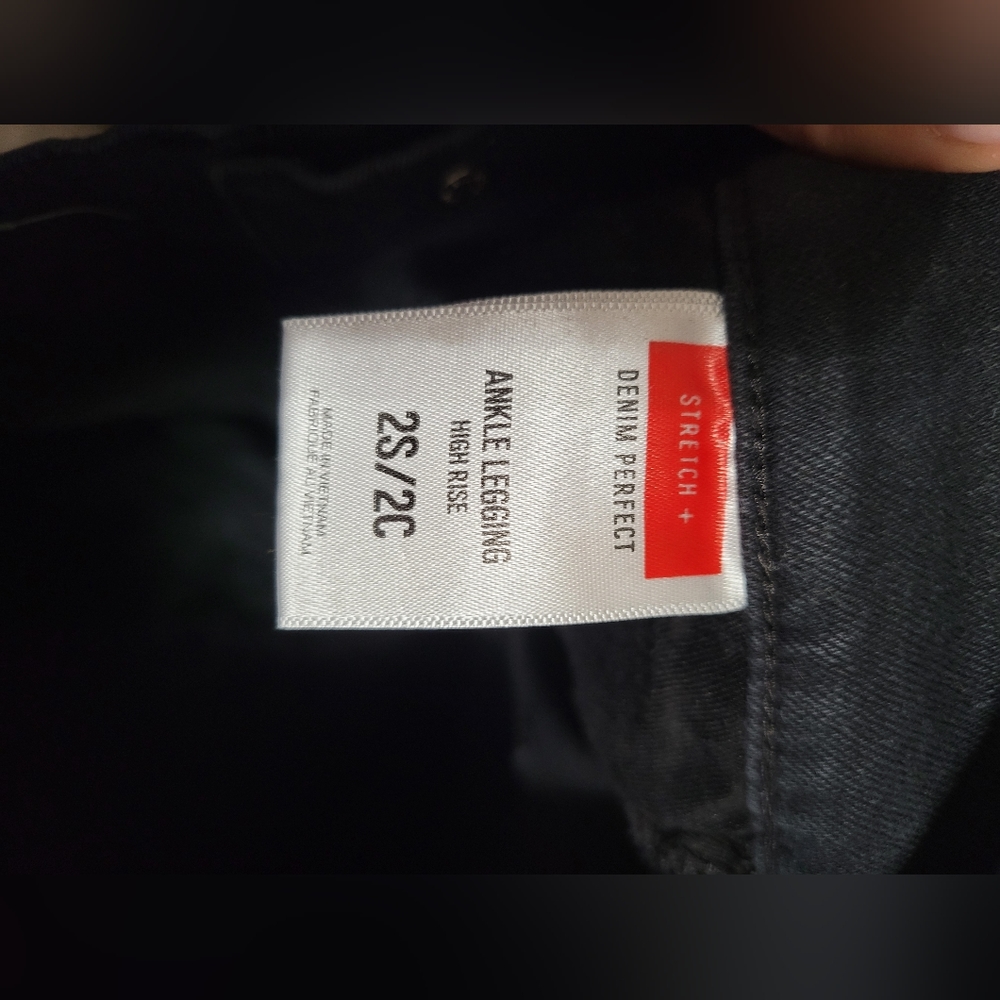 STRETCH +
DENIM PERFECT
ANKLE LEGGING
HIGH RISE
2S/2C
MADE IN VIETNAM
FABRIQUÉ AU VIETNAM